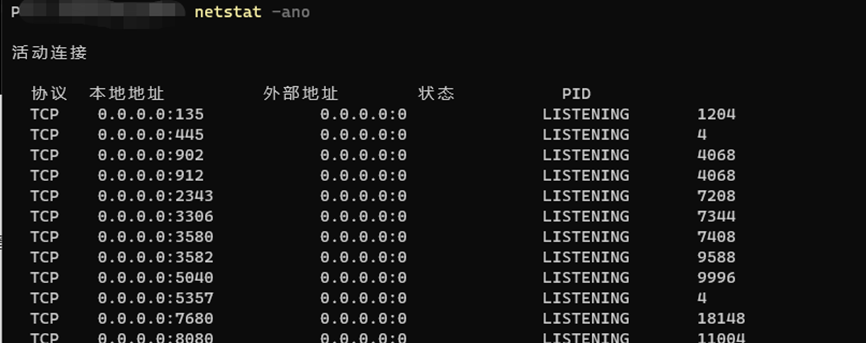 P netstat -ano
活动连接
协议 本地地址 外部地址 状态 PID
TCP 0.0.0.0:135 0.0.0.0:0 LISTENING 1204
TCP 0.0.0.0:445 0.0.0.0:0 LISTENING 4
TCP 0.0.0.0:902 0.0.0.0:0 LISTENING 4068
TCP 0.0.0.0:912 0.0.0.0:0 LISTENING 4068
TCP 0.0.0.0:2343 0.0.0.0:0 LISTENING 7208
TCP 0.0.0.0:3306 0.0.0.0:0 LISTENING 7344
TCP 0.0.0.0:3580 0.0.0.0:0 LISTENING 7408
TCP 0.0.0.0:3582 0.0.0.0:0 LISTENING 9588
TCP 0.0.0.0:5040 0.0.0.0:0 LISTENING 9996
TCP 0.0.0.0:5357 0.0.0.0:0 LISTENING 4
TCP 0.0.0.0:7680 0.0.0.0:0 LISTENING 18148
TCP 0.0.0.0:8080 0.0.0.0:0 LISTENING 11004